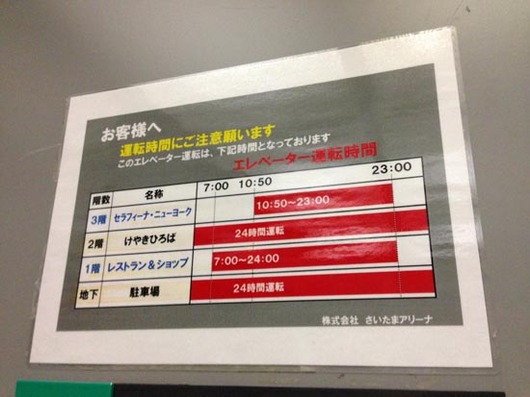 お客様へ
運転時間にご注意願います
このエレベーター運転は、下記時間となっております
エレベーター運転時間
階数 名称 7:00 10:50 23:00
3階 セラフィーナ・ニューヨーク 10:50~23:00
2階 けやきひろば 24時間運転
1階 レストラン&ショップ 7:00~24:00
地下 駐車場 24時間運転
株式会社 さいたまアリーナ